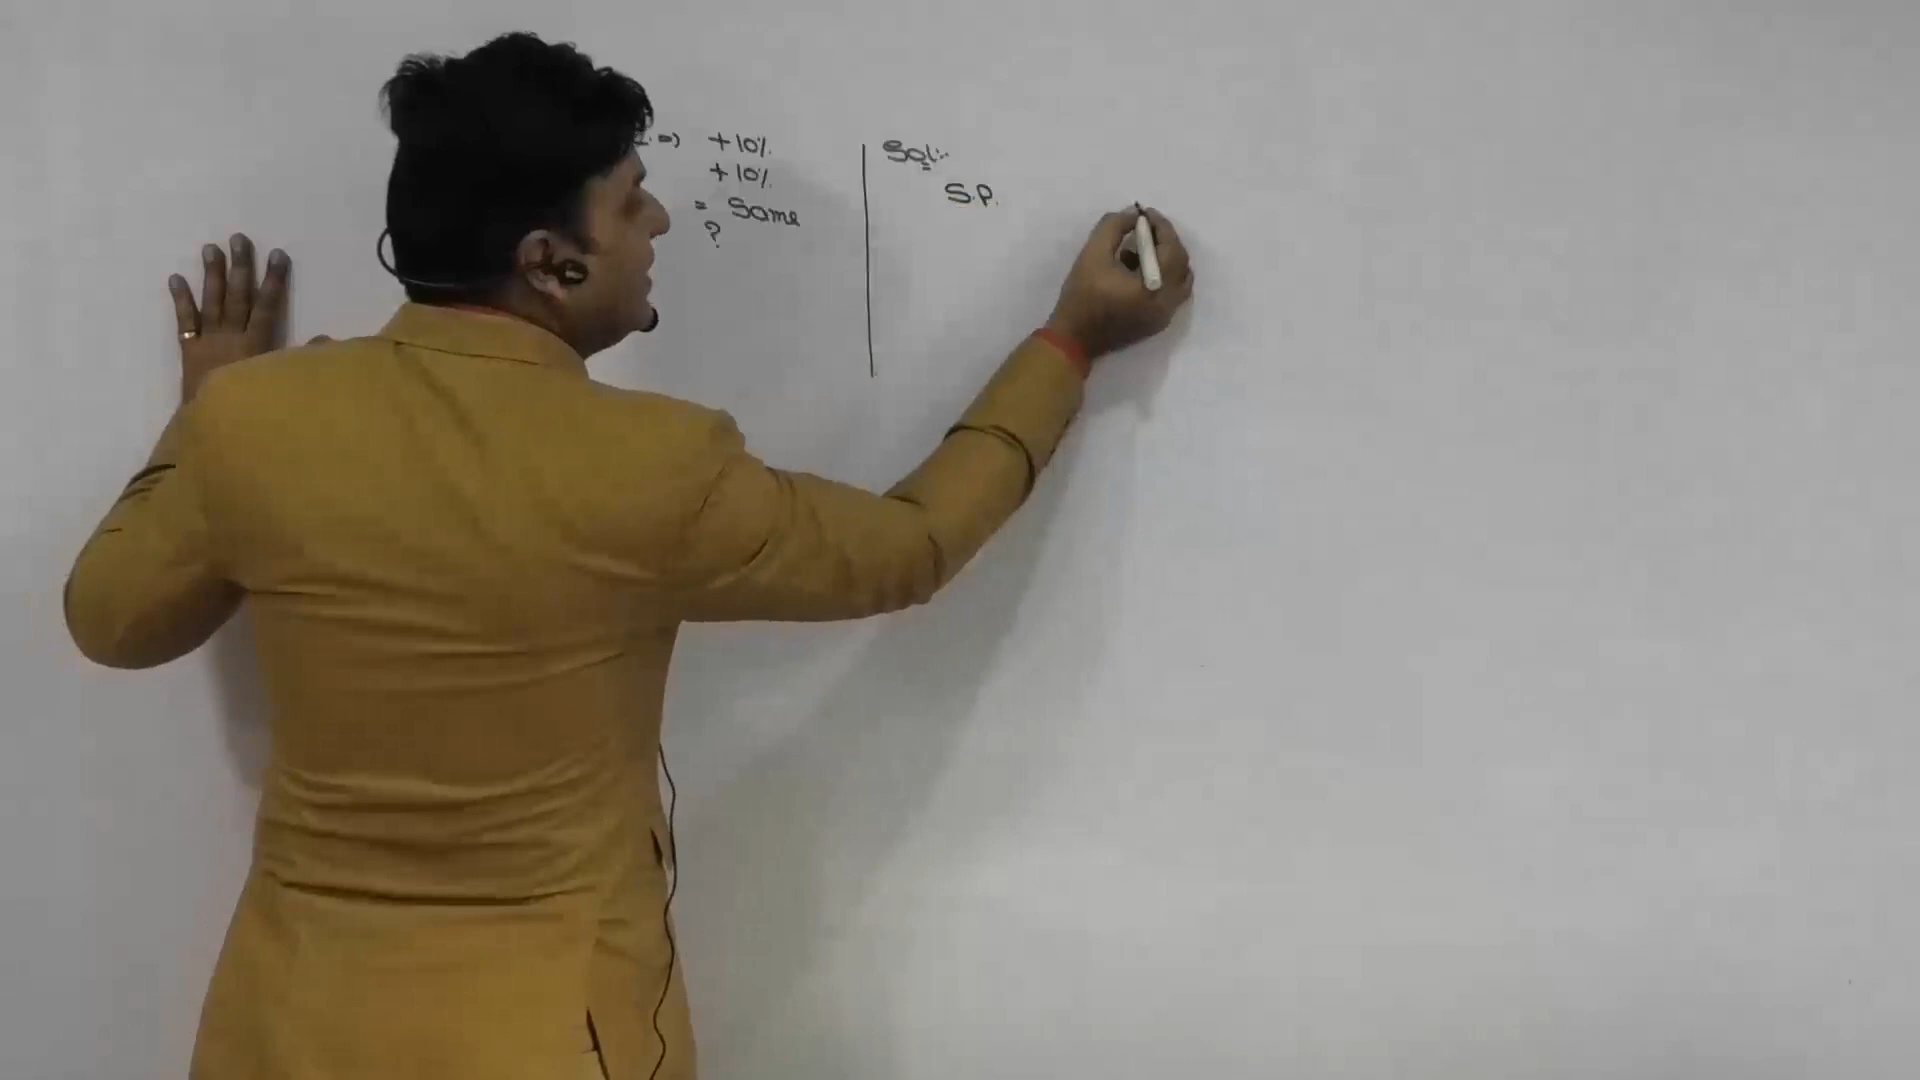 =) +10%
+10%
= Same
?
Sol:-
S.P.